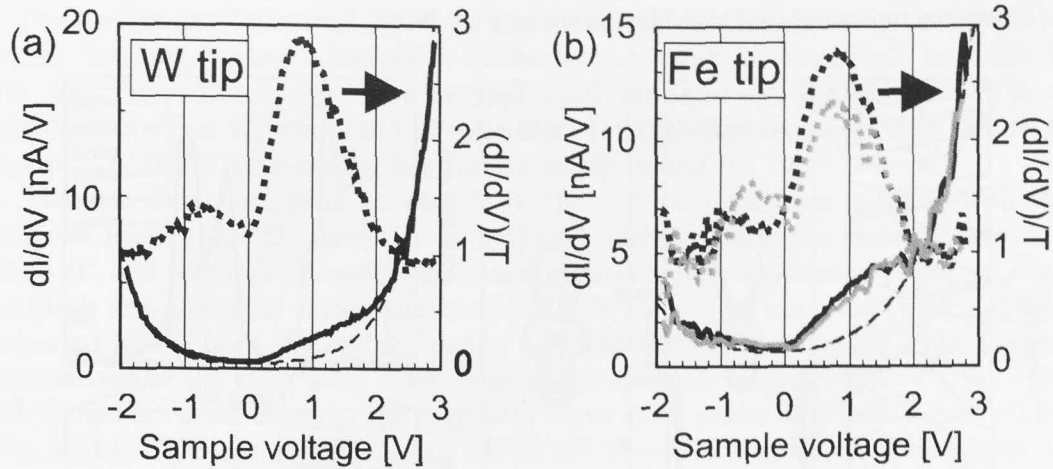 (a)
W tip
20
10
0
dI/dV [nA/V]
3
2
1
0
(dI/dV)/T
-2 -1 0 1 2 3
Sample voltage [V]
(b)
Fe tip
15
10
5
0
dI/dV [nA/V]
3
2
1
0
(dI/dV)/T
-2 -1 0 1 2 3
Sample voltage [V]